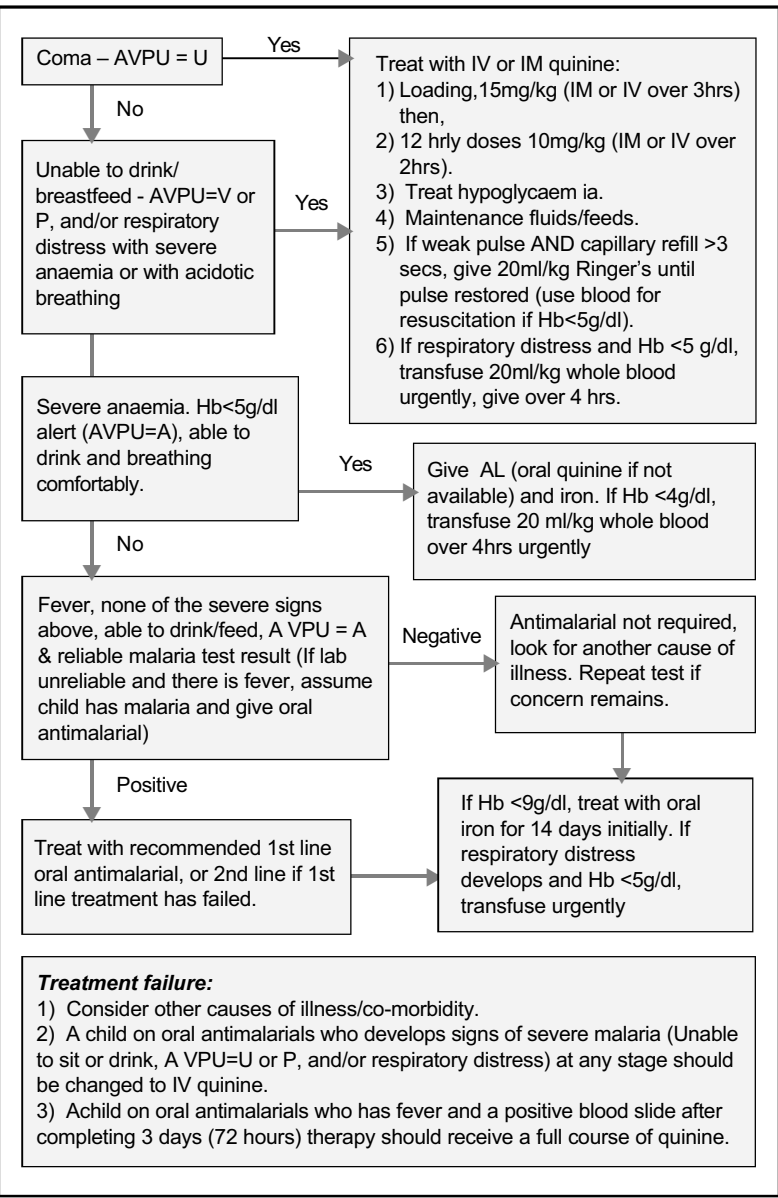 Coma – AVPU = U
Yes
No
Treat with IV or IM quinine:
1) Loading,15mg/kg (IM or IV over 3hrs)
then,
2) 12 hrly doses 10mg/kg (IM or IV over
2hrs).
3) Treat hypoglycaem ia.
4) Maintenance fluids/feeds.
5) If weak pulse AND capillary refill >3
secs, give 20ml/kg Ringer's until
pulse restored (use blood for
resuscitation if Hb<5g/dl).
6) If respiratory distress and Hb <5 g/dl,
transfuse 20ml/kg whole blood
urgently, give over 4 hrs.
Unable to drink/
breastfeed - AVPU=V or
P, and/or respiratory
distress with severe
anaemia or with acidotic
breathing
Yes
Severe anaemia. Hb<5g/dl
alert (AVPU=A), able to
drink and breathing
comfortably.
Yes
Give AL (oral quinine if not
available) and iron. If Hb <4g/dl,
transfuse 20 ml/kg whole blood
over 4hrs urgently
No
Fever, none of the severe signs
above, able to drink/feed, A VPU = A
& reliable malaria test result (If lab
unreliable and there is fever, assume
child has malaria and give oral
antimalarial)
Negative
Antimalarial not required,
look for another cause of
illness. Repeat test if
concern remains.
Positive
Treat with recommended 1st line
oral antimalarial, or 2nd line if 1st
line treatment has failed.
If Hb <9g/dl, treat with oral
iron for 14 days initially. If
respiratory distress
develops and Hb <5g/dl,
transfuse urgently
Treatment failure:
1) Consider other causes of illness/co-morbidity.
2) A child on oral antimalarials who develops signs of severe malaria (Unable
to sit or drink, A VPU=U or P, and/or respiratory distress) at any stage should
be changed to IV quinine.
3) Achild on oral antimalarials who has fever and a positive blood slide after
completing 3 days (72 hours) therapy should receive a full course of quinine.